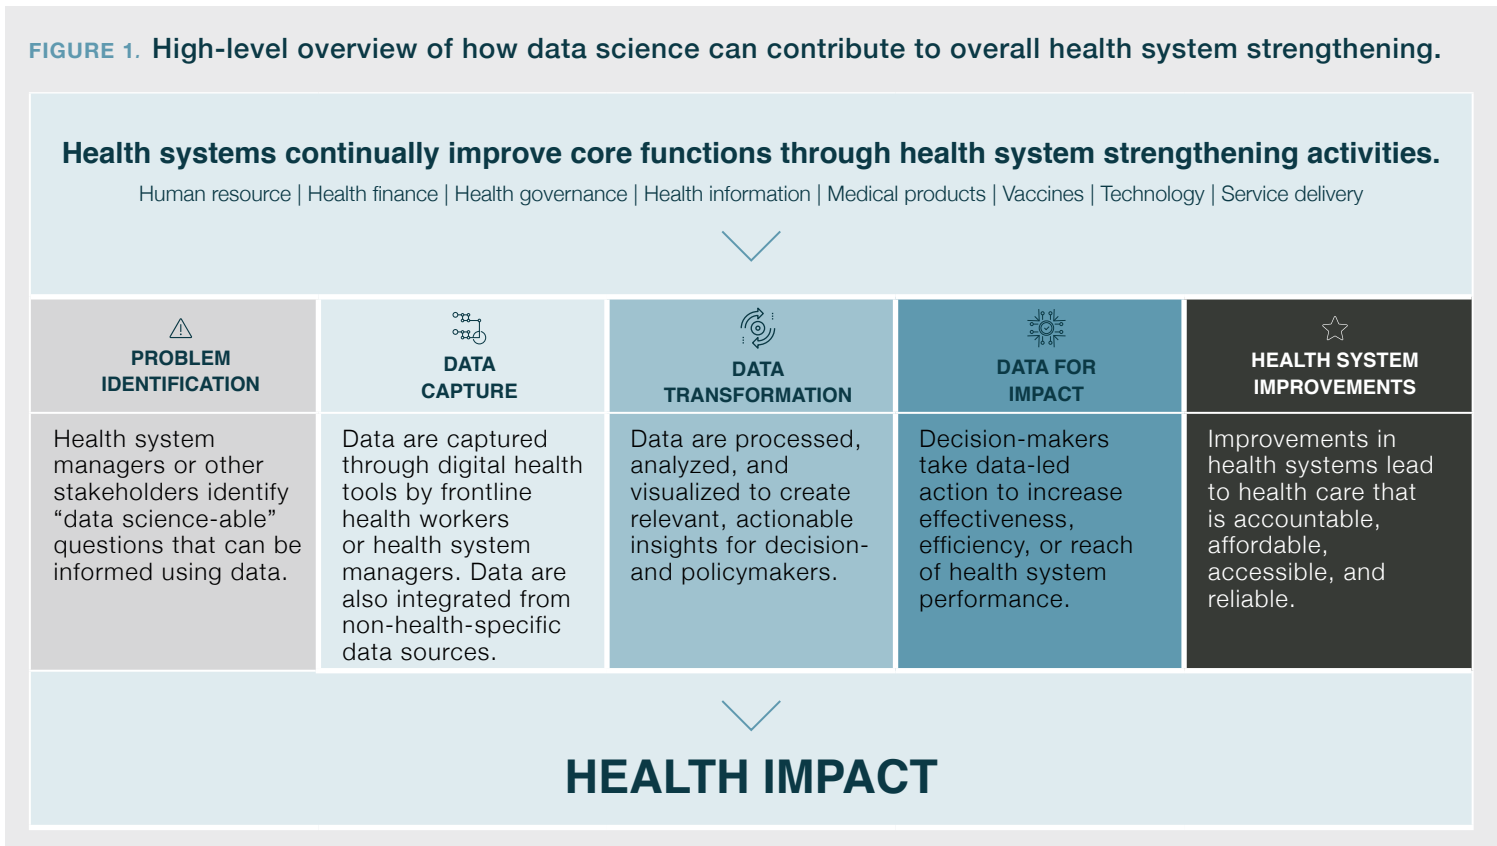 FIGURE 1. High-level overview of how data science can contribute to overall health system strengthening.
Health systems continually improve core functions through health system strengthening activities.
Human resource | Health finance | Health governance | Health information | Medical products | Vaccines | Technology | Service delivery
PROBLEM
IDENTIFICATION
Health system
managers or other
stakeholders identify
“data science-able”
questions that can be
informed using data.
DATA
CAPTURE
Data are captured
through digital health
tools by frontline
health workers
or health system
managers. Data are
also integrated from
non-health-specific
data sources.
DATA
TRANSFORMATION
Data are processed,
analyzed, and
visualized to create
relevant, actionable
insights for decision-
and policymakers.
DATA FOR
IMPACT
Decision-makers
take data-led
action to increase
effectiveness,
efficiency, or reach
of health system
performance.
HEALTH SYSTEM
IMPROVEMENTS
Improvements in
health systems lead
to health care that
is accountable,
affordable,
accessible, and
reliable.
HEALTH IMPACT